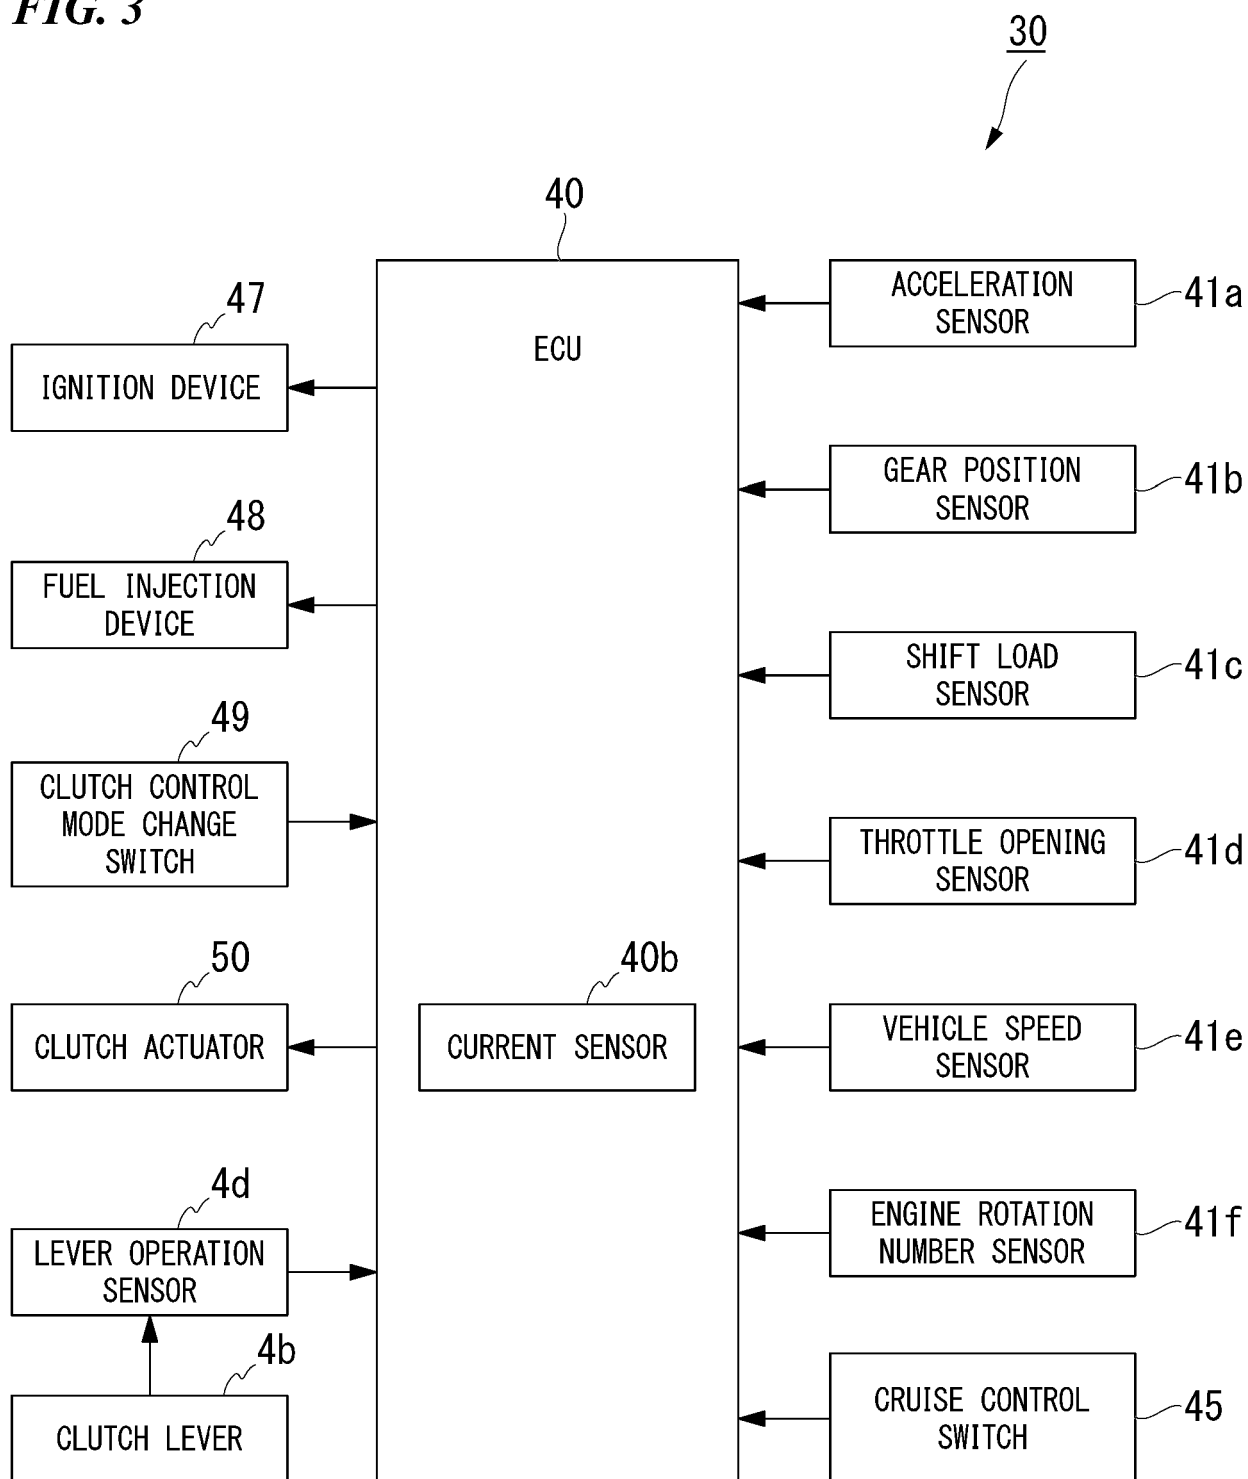 FIG. 3
30
40
ECU
47
IGNITION DEVICE
48
FUEL INJECTION
DEVICE
49
CLUTCH CONTROL
MODE CHANGE
SWITCH
50
CLUTCH ACTUATOR
40b
CURRENT SENSOR
4d
LEVER OPERATION
SENSOR
4b
CLUTCH LEVER
ACCELERATION
SENSOR
41a
GEAR POSITION
SENSOR
41b
SHIFT LOAD
SENSOR
41c
THROTTLE OPENING
SENSOR
41d
VEHICLE SPEED
SENSOR
41e
ENGINE ROTATION
NUMBER SENSOR
41f
CRUISE CONTROL
SWITCH
45